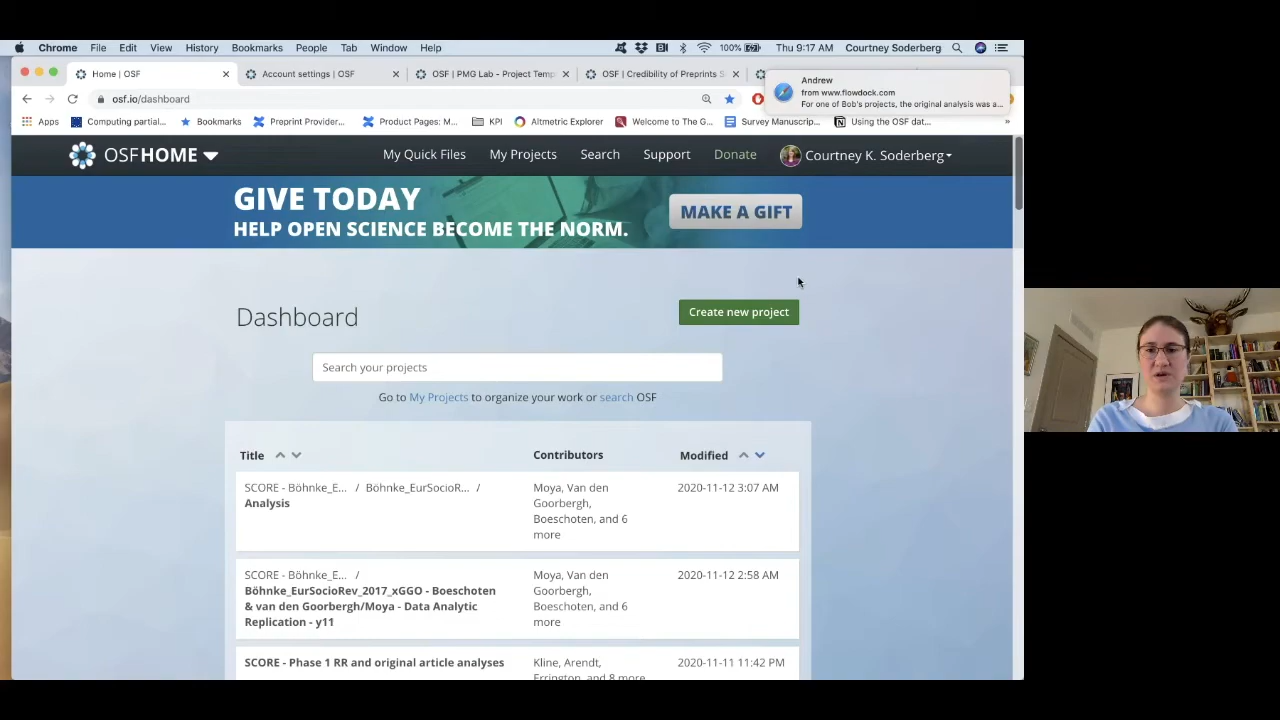 Chrome File Edit View History Bookmarks People Tab Window Help 100% Thu 9:17 AM Courtney Soderberg
Home | OSF Account settings | OSF OSF | PMG Lab - Project Temp OSF | Credibility of Preprints S
Andrew
from www.flowdock.com
For one of Bob's projects, the original analysis was a...
osf.io/dashboard
Apps Computing partial... Bookmarks Preprint Provider... Product Pages: M... KPI Altmetric Explorer Welcome to The G... Survey Manuscrip... Using the OSF dat... »
OSFHOME My Quick Files My Projects Search Support Donate Courtney K. Soderberg
GIVE TODAY
HELP OPEN SCIENCE BECOME THE NORM.
MAKE A GIFT
Dashboard
Create new project
Search your projects
Go to My Projects to organize your work or search OSF
Title Contributors Modified
SCORE - Böhnke_E... / Böhnke_EurSocioR... /
Analysis
Moya, Van den
Goorbergh,
Boeschoten, and 6
more
2020-11-12 3:07 AM
SCORE - Böhnke_E... /
Böhnke_EurSocioRev_2017_xGGO - Boeschoten
& van den Goorbergh/Moya - Data Analytic
Replication - y11
Moya, Van den
Goorbergh,
Boeschoten, and 6
more
2020-11-12 2:58 AM
SCORE - Phase 1 RR and original article analyses
Kline, Arendt,
Errington, and 8 more
2020-11-11 11:42 PM